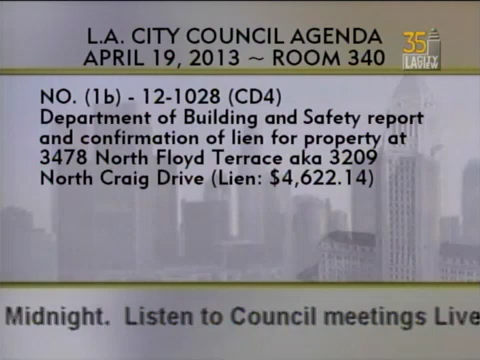 L.A. CITY COUNCIL AGENDA
APRIL 19, 2013 ~ ROOM 340
35
LA CITY
VIEW
NO. (1b) - 12-1028 (CD4)
Department of Building and Safety report
and confirmation of lien for property at
3478 North Floyd Terrace aka 3209
North Craig Drive (Lien: $4,622.14)
Midnight. Listen to Council meetings Live